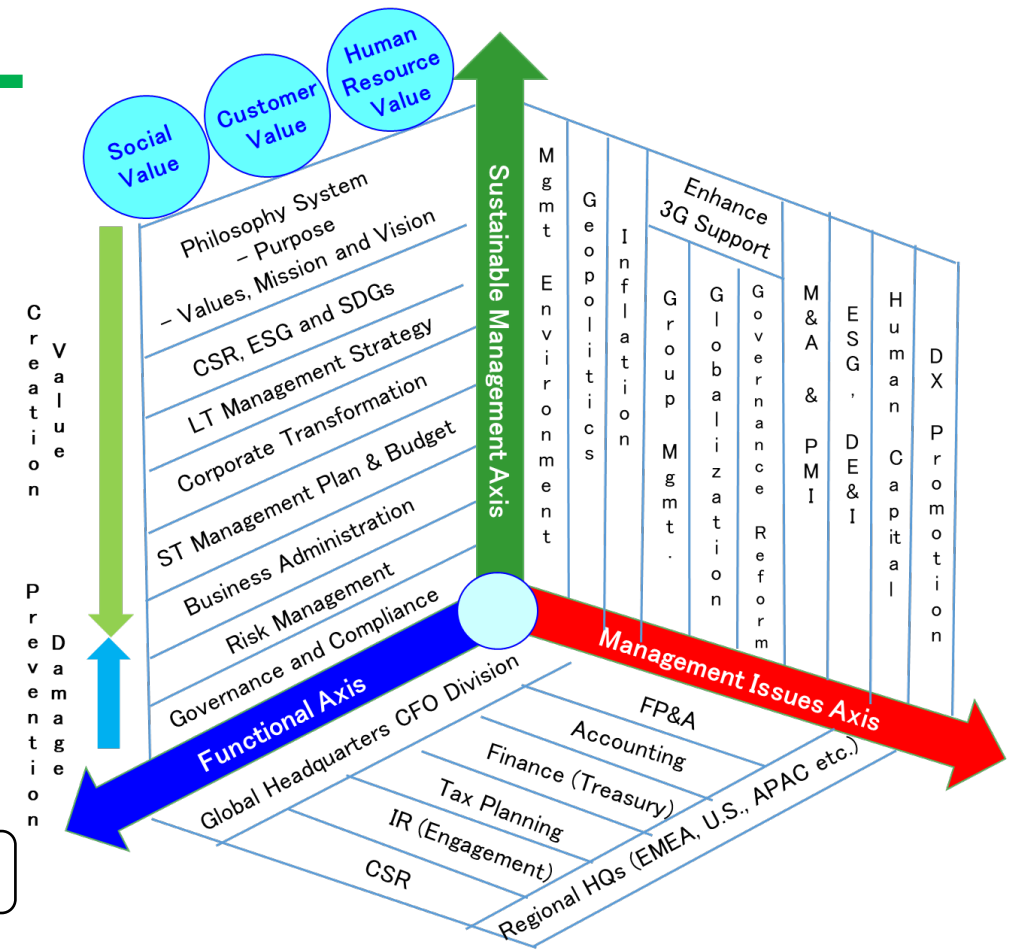 Human
Resource
Value
Customer
Value
Social
Value
Philosophy System
– Purpose
– Values, Mission and Vision
CSR, ESG and SDGs
LT Management Strategy
Corporate Transformation
ST Management Plan & Budget
Business Administration
Risk Management
Governance and Compliance
Value
Creation
Damage
Prevention
Sustainable Management Axis
Mgmt Environment
Geopolitics
Inflation
Enhance
3G Support
Group Mgmt.
Globalization
Governance Reform
M&A & PMI
ESG, DE&I
Human Capital
DX Promotion
Functional Axis
Management Issues Axis
Global Headquarters CFO Division
FP&A
Accounting
Finance (Treasury)
Tax Planning
IR (Engagement)
CSR
Regional HQs (EMEA, U.S., APAC etc.)